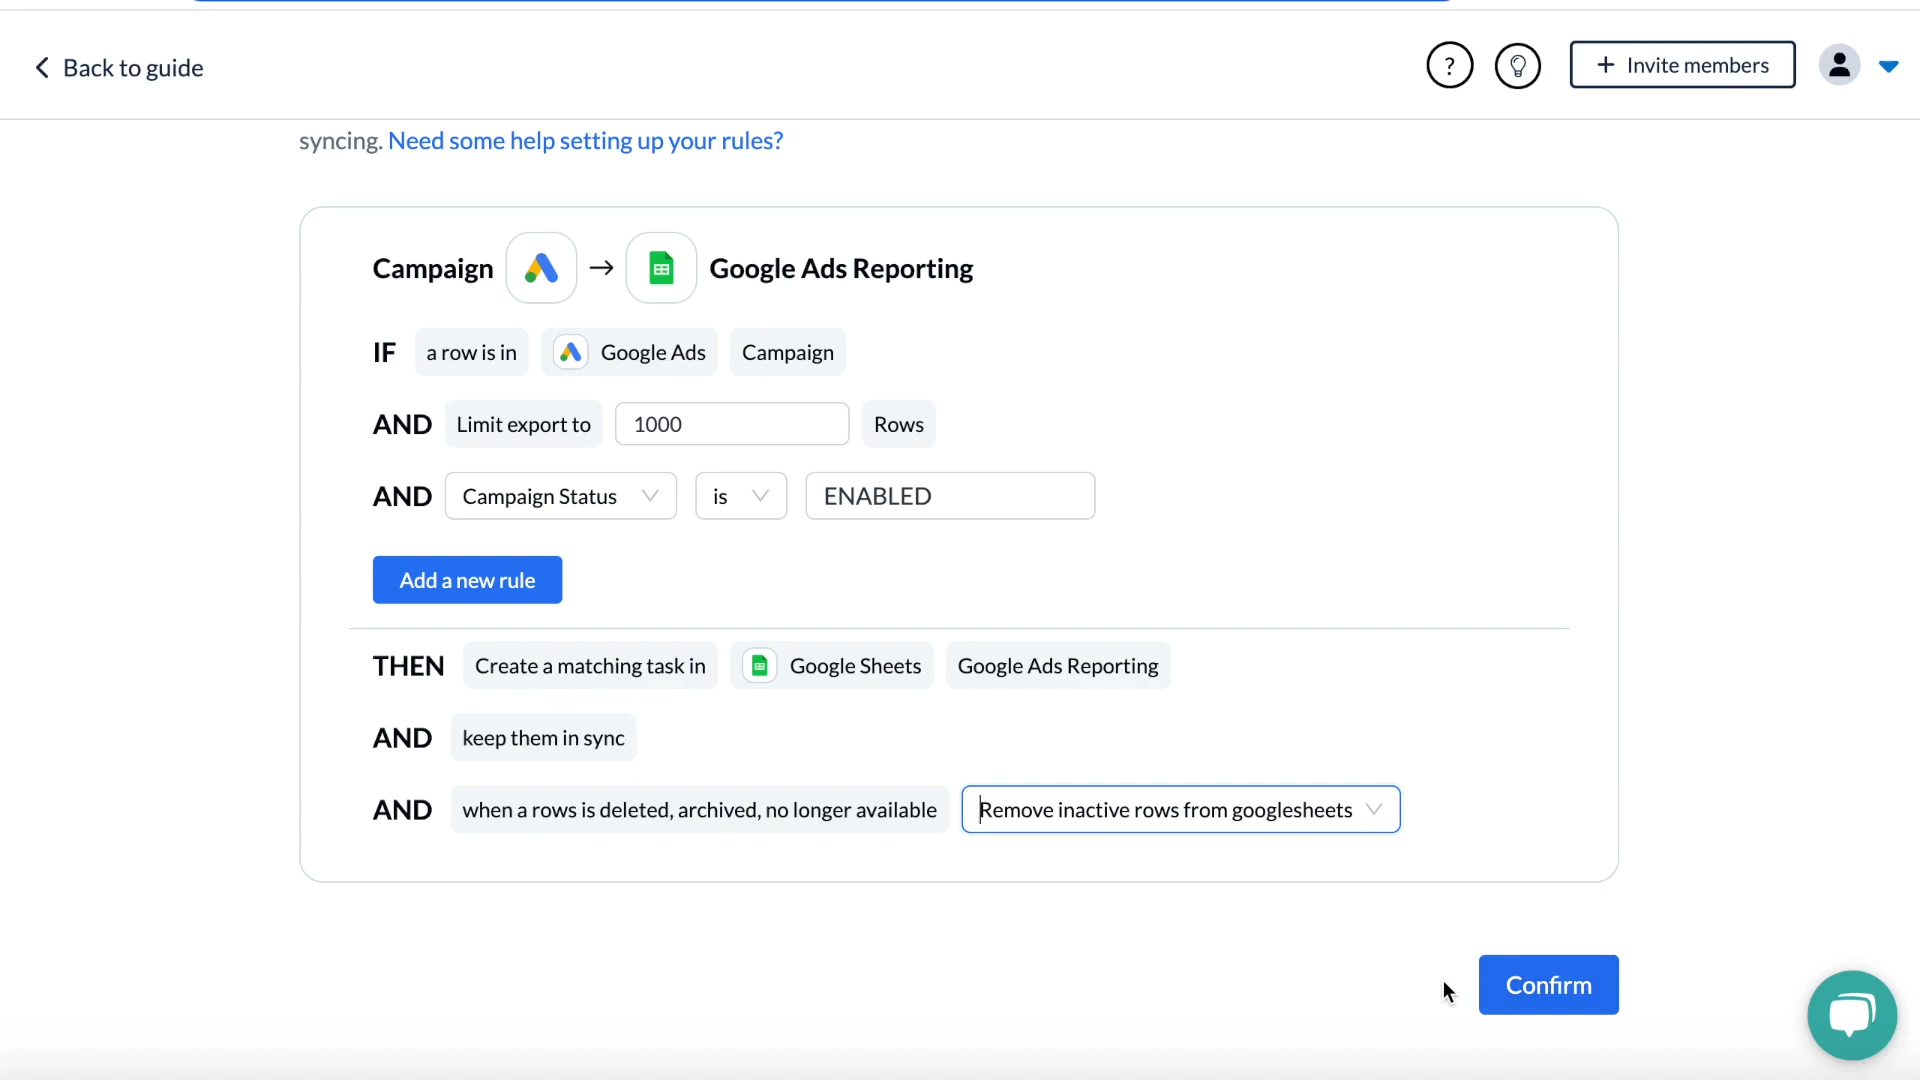 Back to guide
?
+ Invite members
syncing. Need some help setting up your rules?
Campaign → Google Ads Reporting
IF a row is in Google Ads Campaign
AND Limit export to 1000 Rows
AND Campaign Status is ENABLED
Add a new rule
THEN Create a matching task in Google Sheets Google Ads Reporting
AND keep them in sync
AND when a rows is deleted, archived, no longer available Remove inactive rows from googlesheets
Confirm